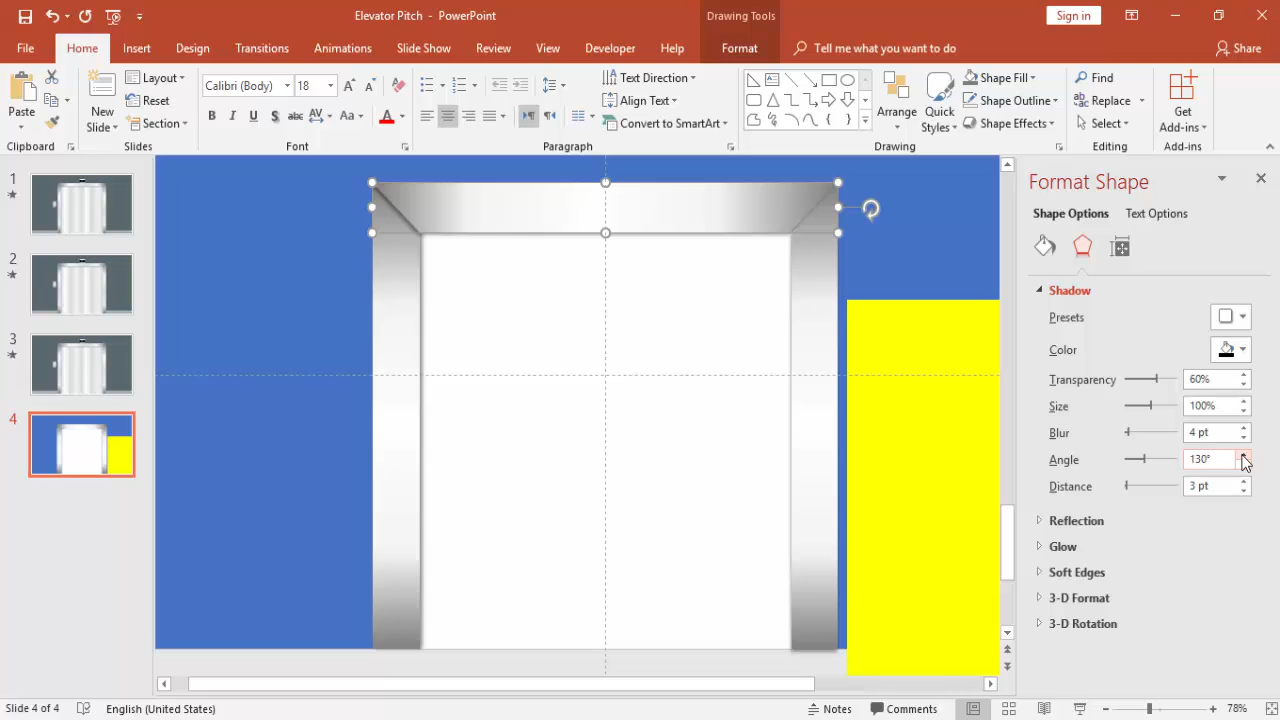 Elevator Pitch - PowerPoint
Drawing Tools
Sign in
File Home Insert Design Transitions Animations Slide Show Review View Developer Help Format Tell me what you want to do Share
Paste
New Slide
Layout
Reset
Section
Calibri (Body) 18
B I U S abc AV Aa A
Text Direction
Align Text
Convert to SmartArt
Arrange
Quick Styles
Shape Fill
Shape Outline
Shape Effects
Find
Replace
Select
Get Add-ins
Clipboard Slides Font Paragraph Drawing Editing Add-ins
1
2
3
4
Format Shape
Shape Options Text Options
Shadow
Presets
Color
Transparency 60%
Size 100%
Blur 4 pt
Angle 130°
Distance 3 pt
Reflection
Glow
Soft Edges
3-D Format
3-D Rotation
Slide 4 of 4 English (United States) Notes Comments 78%